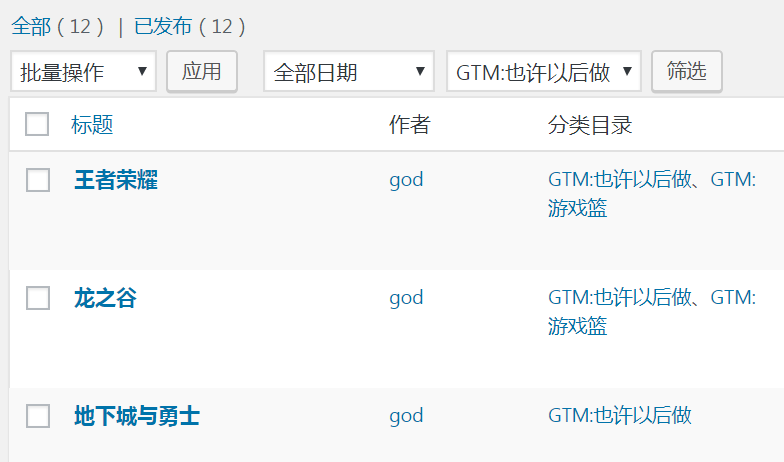 全部（12） | 已发布（12）
批量操作 应用 全部日期 GTM:也许以后做 筛选
标题 作者 分类目录
王者荣耀 god GTM:也许以后做、GTM:
游戏篮
龙之谷 god GTM:也许以后做、GTM:
游戏篮
地下城与勇士 god GTM:也许以后做